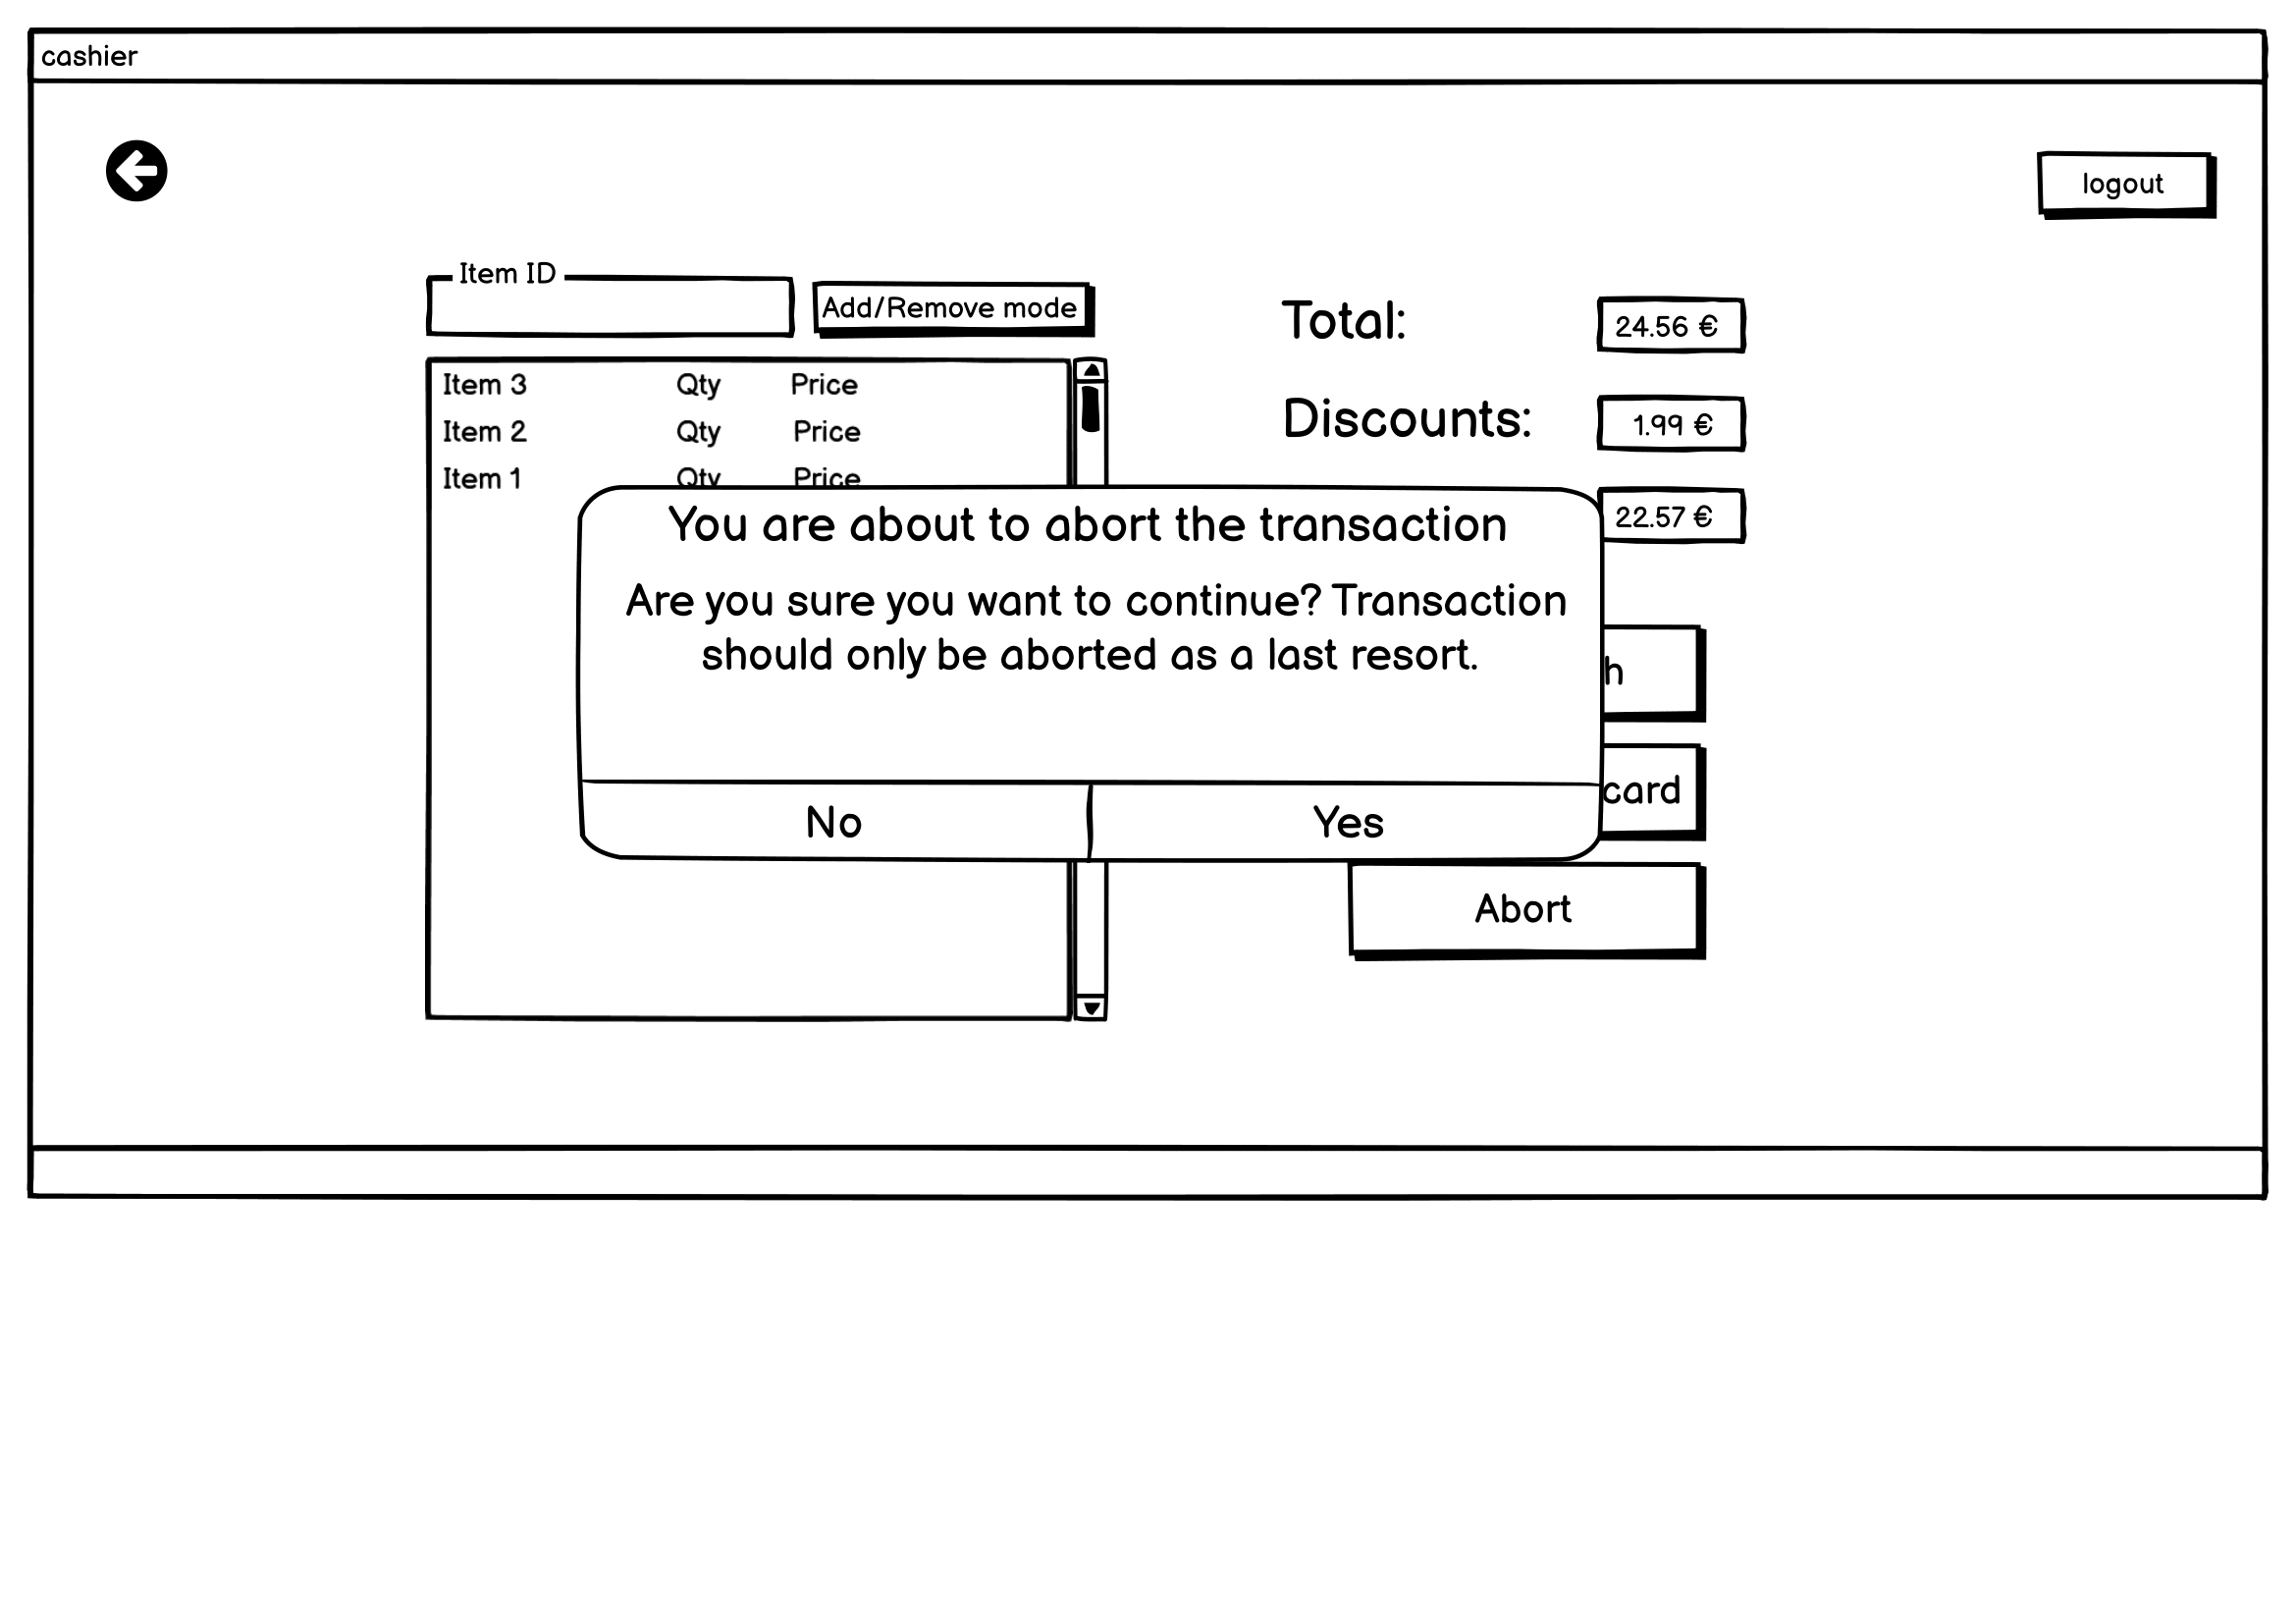 cashier
logout
Item ID
Add/Remove mode
Total:
24.56 €
Item 3 Qty Price
Discounts:
1.99 €
Item 2 Qty Price
Item 1 Qty Price
22.57 €
You are about to abort the transaction
Are you sure you want to continue? Transaction
should only be aborted as a last resort.
h
card
No
Yes
Abort